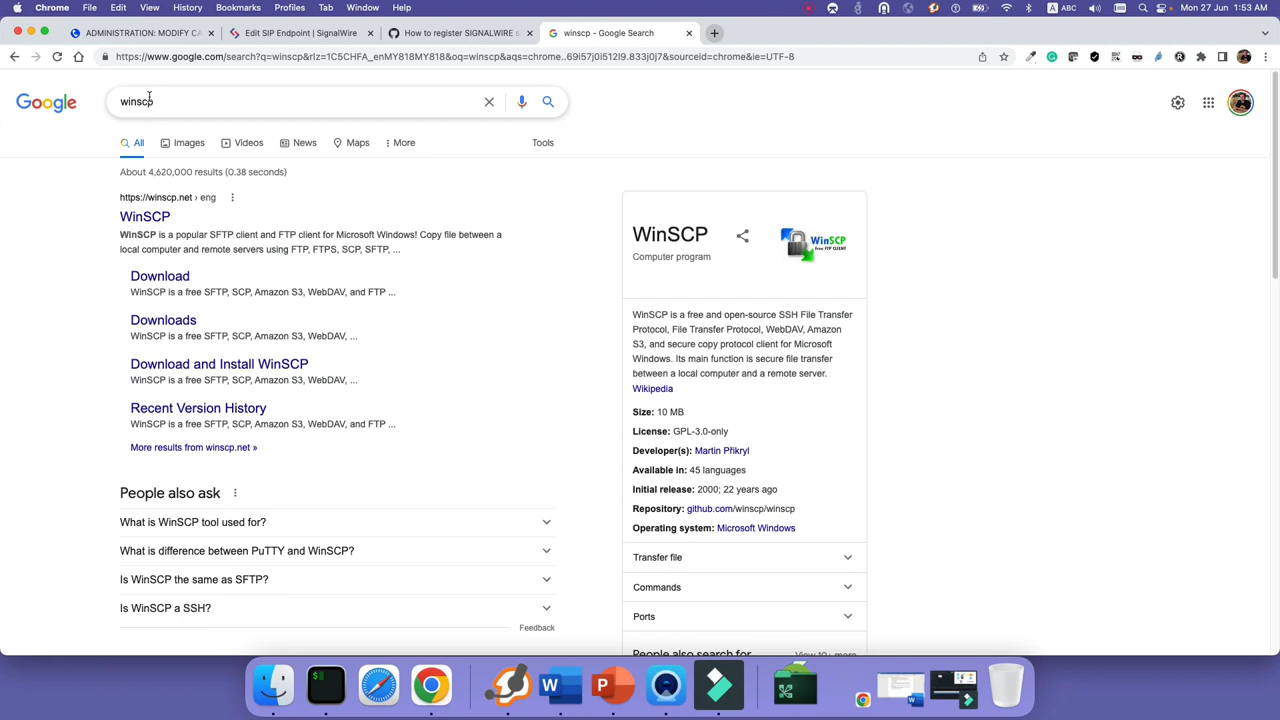 Chrome File Edit View History Bookmarks Profiles Tab Window Help ABC Mon 27 Jun 1:53 AM
ADMINISTRATION: MODIFY CA Edit SIP Endpoint | SignalWire How to register SIGNALWIRE s winscp - Google Search
https://www.google.com/search?q=winscp&rlz=1C5CHFA_enMY818MY818&oq=winscp&aqs=chrome..69i57j0i512l9.833j0j7&sourceid=chrome&ie=UTF-8
Google winscp
All Images Videos News Maps More Tools
About 4,620,000 results (0.38 seconds)
https://winscp.net › eng
WinSCP
WinSCP is a popular SFTP client and FTP client for Microsoft Windows! Copy file between a
local computer and remote servers using FTP, FTPS, SCP, SFTP, ...
Download
WinSCP is a free SFTP, SCP, Amazon S3, WebDAV, and FTP ...
Downloads
WinSCP is a free SFTP, SCP, Amazon S3, WebDAV, ...
Download and Install WinSCP
WinSCP is a free SFTP, SCP, Amazon S3, WebDAV, ...
Recent Version History
WinSCP is a free SFTP, SCP, Amazon S3, WebDAV, and FTP ...
More results from winscp.net »
People also ask
What is WinSCP tool used for?
What is difference between PuTTY and WinSCP?
Is WinSCP the same as SFTP?
Is WinSCP a SSH?
Feedback
WinSCP
Computer program
WinSCP
Free FTP CLIENT
WinSCP is a free and open-source SSH File Transfer
Protocol, File Transfer Protocol, WebDAV, Amazon
S3, and secure copy protocol client for Microsoft
Windows. Its main function is secure file transfer
between a local computer and a remote server.
Wikipedia
Size: 10 MB
License: GPL-3.0-only
Developer(s): Martin Přikryl
Available in: 45 languages
Initial release: 2000; 22 years ago
Repository: github.com/winscp/winscp
Operating system: Microsoft Windows
Transfer file
Commands
Ports
People also search for View 10+ more